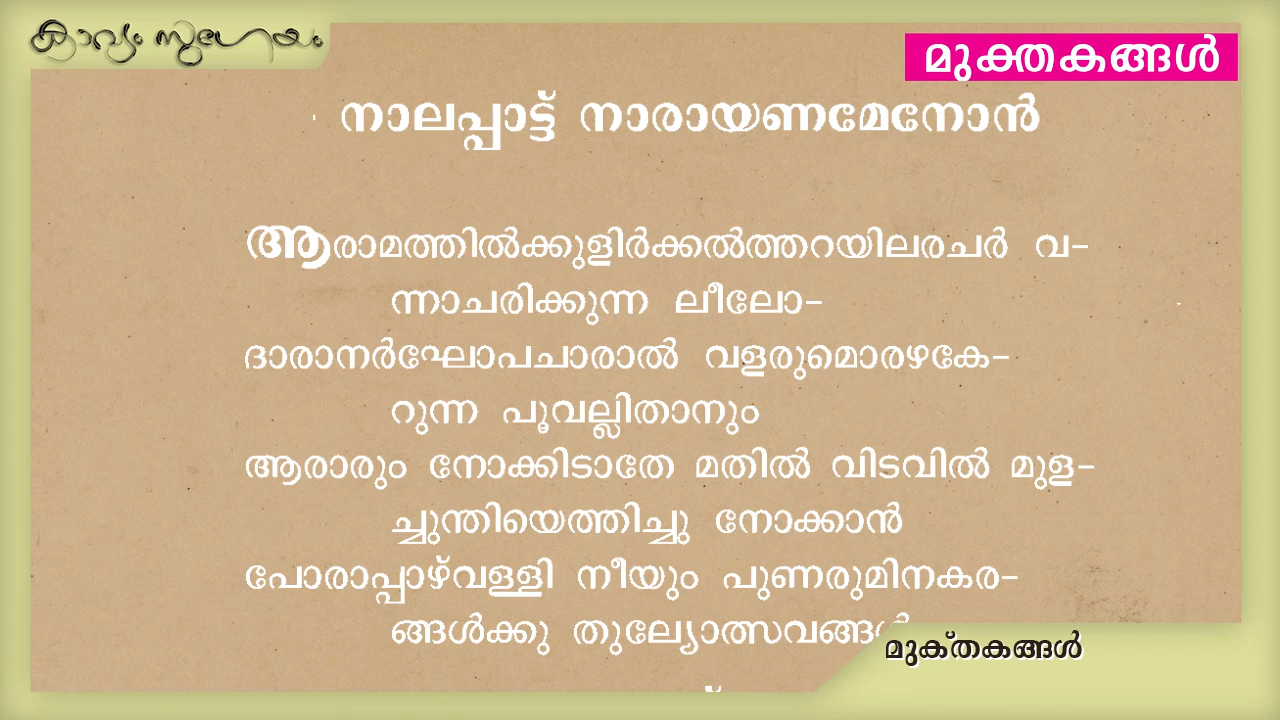 കാവ്യം സുഗേയം
മുക്തകങ്ങൾ
നാലപ്പാട്ട് നാരായണമേനോൻ
ആരാമത്തിൽക്കുളിർക്കൽത്തറയിലരചർ വ-
ന്നാചരിക്കുന്ന ലീലോ-
ദാരാനർഘോപചാരാൽ വളരുമൊരഴകേ-
റുന്ന പൂവല്ലിതാനും
ആരാരും നോക്കിടാതേ മതിൽ വിടവിൽ മുള-
ച്ചുന്തിയെത്തിച്ചു നോക്കാൻ
പോരാപ്പാഴ്‌വള്ളി നീയും പുണരുമിനകര-
ങ്ങൾക്കു തുല്യോത്സവങ്ങൾ
മുക്തകങ്ങൾ